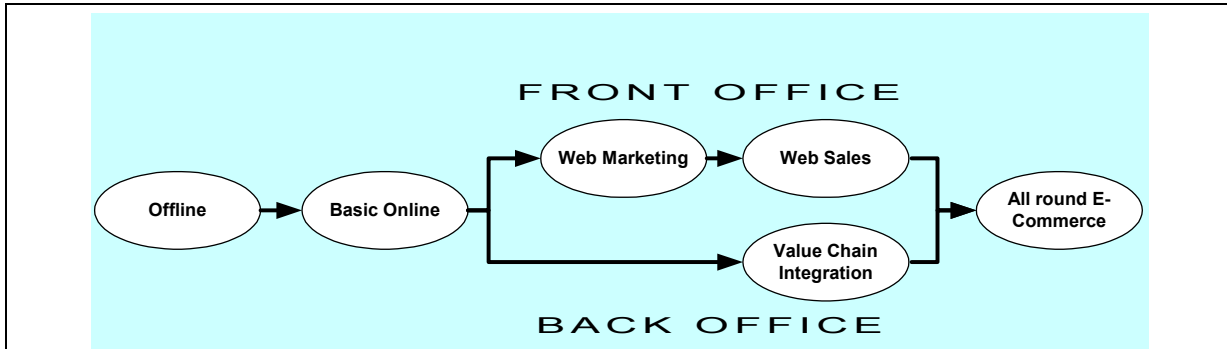 FRONT OFFICE
Web Marketing
Web Sales
Offline
Basic Online
All round E-
Commerce
Value Chain
Integration
BACK OFFICE